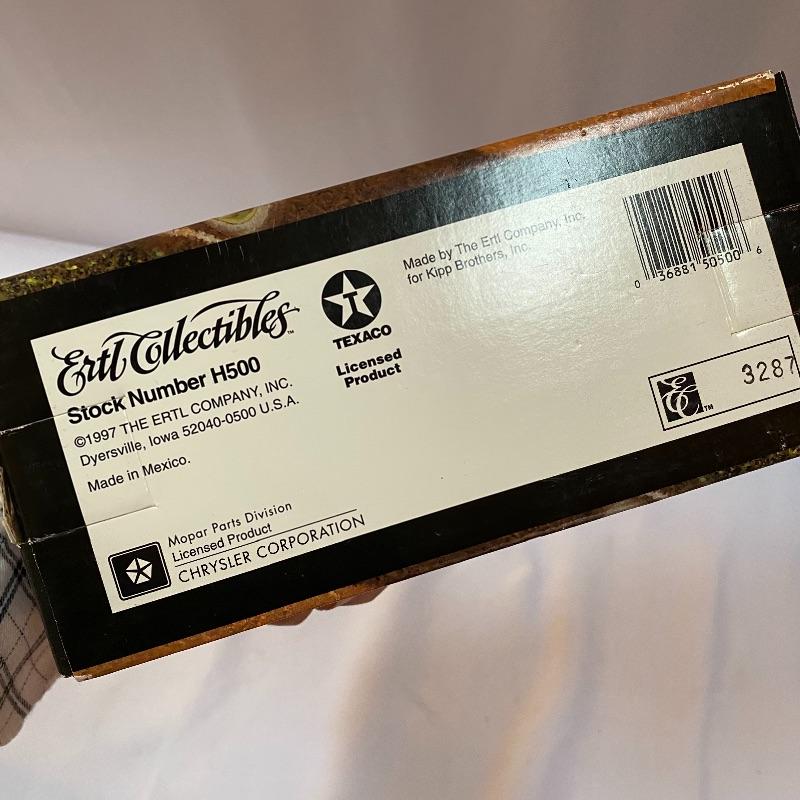 Ertl Collectibles™
Stock Number H500
©1997 THE ERTL COMPANY, INC.
Dyersville, Iowa 52040-0500 U.S.A.
Made in Mexico.
Mopar Parts Division
Licensed Product
CHRYSLER CORPORATION
T
TEXACO
Licensed
Product
Made by The Ertl Company, Inc.
for Kipp Brothers, Inc.
0 36881 50500 6
E™ 3287